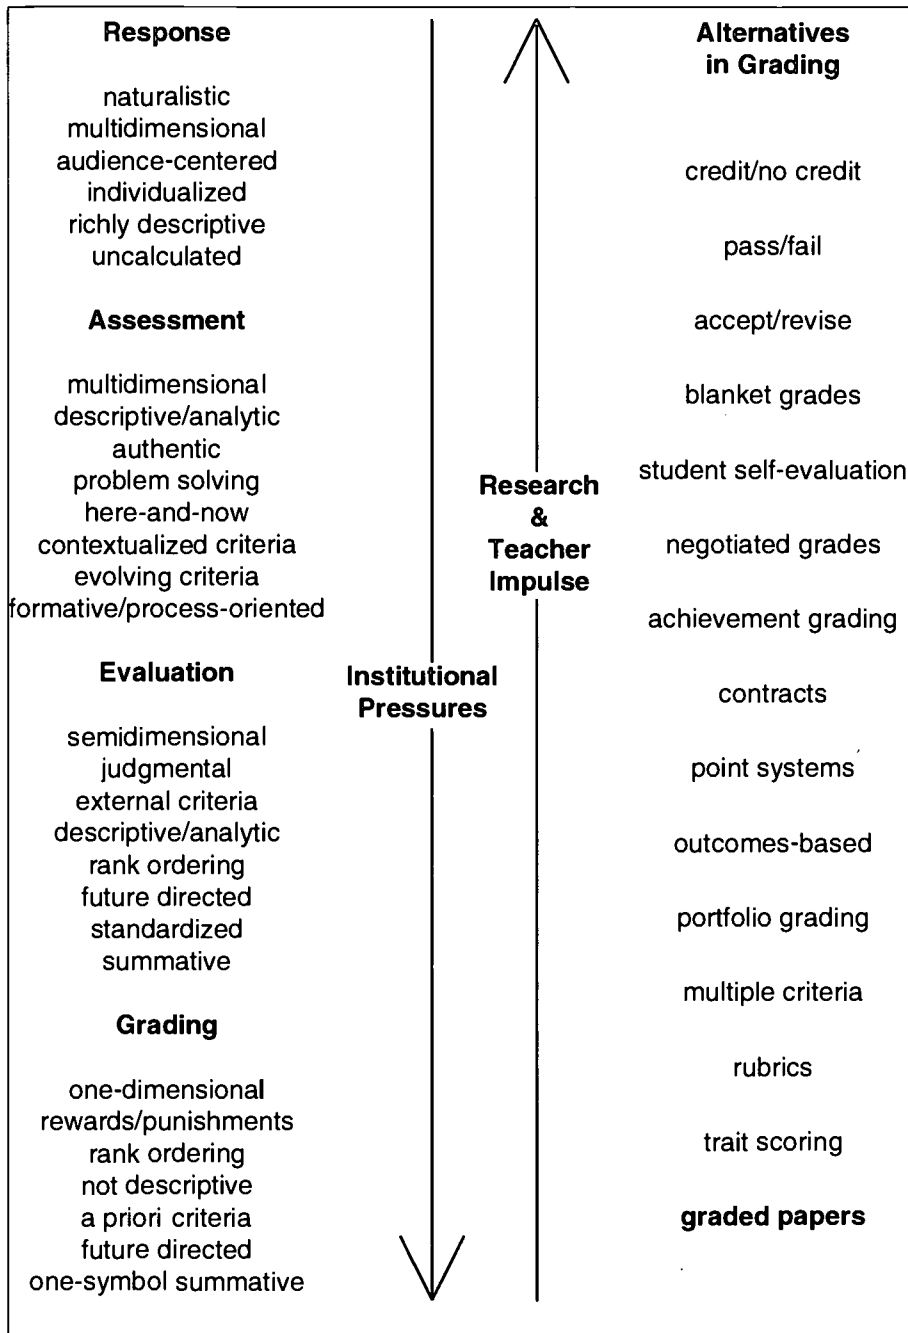 Response
naturalistic
multidimensional
audience-centered
individualized
richly descriptive
uncalculated
Assessment
multidimensional
descriptive/analytic
authentic
problem solving
here-and-now
contextualized criteria
evolving criteria
formative/process-oriented
Evaluation
semidimensional
judgmental
external criteria
descriptive/analytic
rank ordering
future directed
standardized
summative
Grading
one-dimensional
rewards/punishments
rank ordering
not descriptive
a priori criteria
future directed
one-symbol summative
Institutional
Pressures
Research
&
Teacher
Impulse
Alternatives
in Grading
credit/no credit
pass/fail
accept/revise
blanket grades
student self-evaluation
negotiated grades
achievement grading
contracts
point systems
outcomes-based
portfolio grading
multiple criteria
rubrics
trait scoring
graded papers